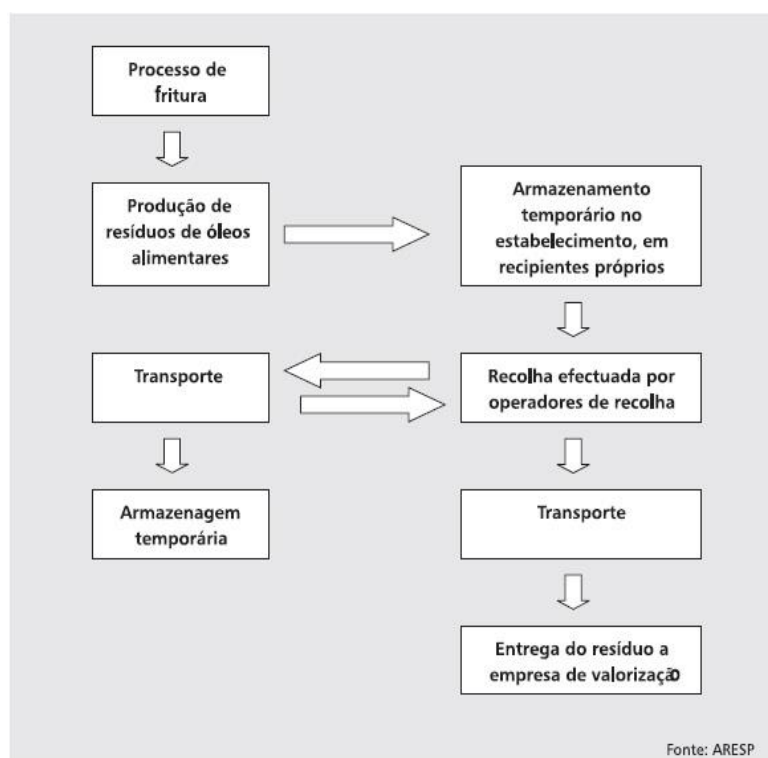 Processo de
fritura
Produção de
resíduos de óleos
alimentares
Armazenamento
temporário no
estabelecimento, em
recipientes próprios
Transporte
Recolha efectuada por
operadores de recolha
Armazenagem
temporária
Transporte
Entrega do resíduo a
empresa de valorização
Fonte: ARESP